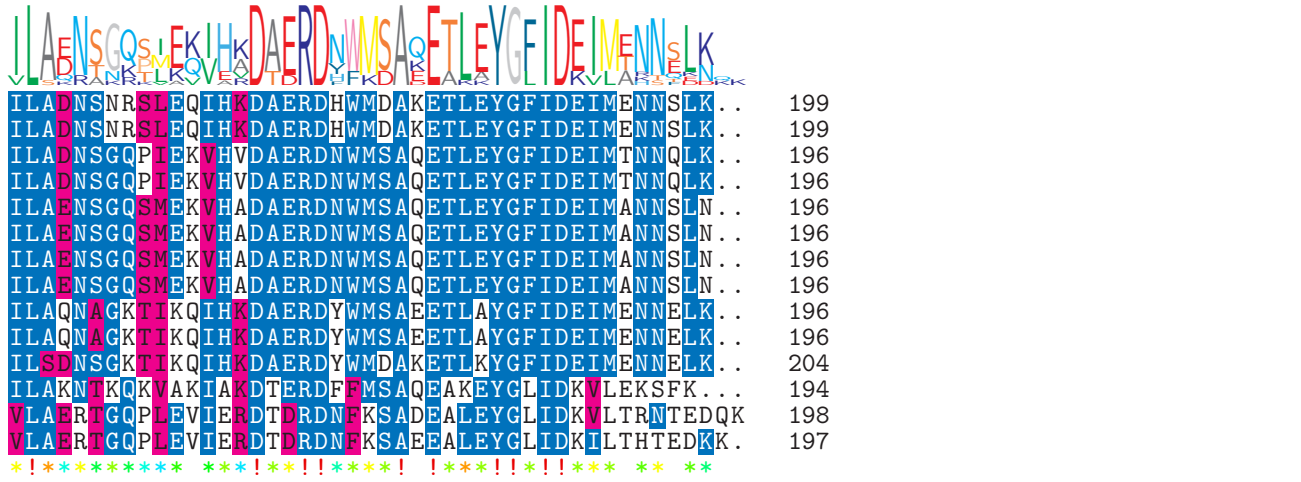 ILAENSGQSIEKIHKDAERDNWMSAQETLEYGFIDEIMENNSLK
ILADNSNRSLEQIHKDAERDHWMDAKETLEYGFIDEIMENNSLK.. 199
ILADNSNRSLEQIHKDAERDHWMDAKETLEYGFIDEIMENNSLK.. 199
ILADNSGQPIEKVHVDAERDNWMSAQETLEYGFIDEIMTNNQLK.. 196
ILADNSGQPIEKVHVDAERDNWMSAQETLEYGFIDEIMTNNQLK.. 196
ILAENSGQSMEKVHADAERDNWMSAQETLEYGFIDEIMANNSLN.. 196
ILAENSGQSMEKVHADAERDNWMSAQETLEYGFIDEIMANNSLN.. 196
ILAENSGQSMEKVHADAERDNWMSAQETLEYGFIDEIMANNSLN.. 196
ILAENSGQSMEKVHADAERDNWMSAQETLEYGFIDEIMANNSLN.. 196
ILAQNAGKTIKQIHKDAERDYWMSAEETLAYGFIDEIMENNELK.. 196
ILAQNAGKTIKQIHKDAERDYWMSAEETLAYGFIDEIMENNELK.. 196
ILSDNSGKTIKQIHKDAERDYWMDAKETLKYGFIDEIMENNELK.. 204
ILAKNTKQKVAKIAKDTERDFFMSAQEAKEYGLIDKVLEKSFK... 194
VLAERTGQPLEVIERDTDRDNFKSADEALEYGLIDKVLTRNTEDQK 198
VLAERTGQPLEVIERDTDRDNFKSAEEALEYGLIDKILTHTEDKK. 197
*!********* ***!**!!****! !***!!*!!*** ** **